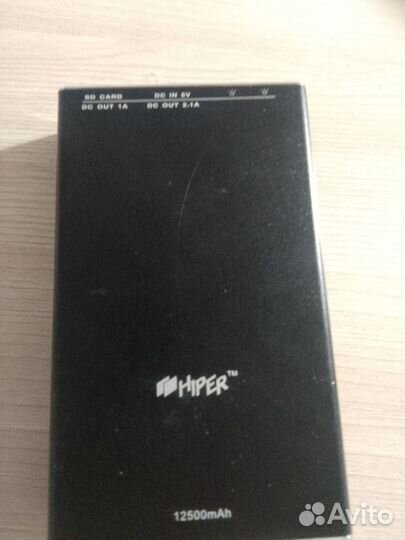 SD CARD DC IN 5V
DC OUT 1A DC OUT 2.1A
HIPER™
12500mAh
Avito